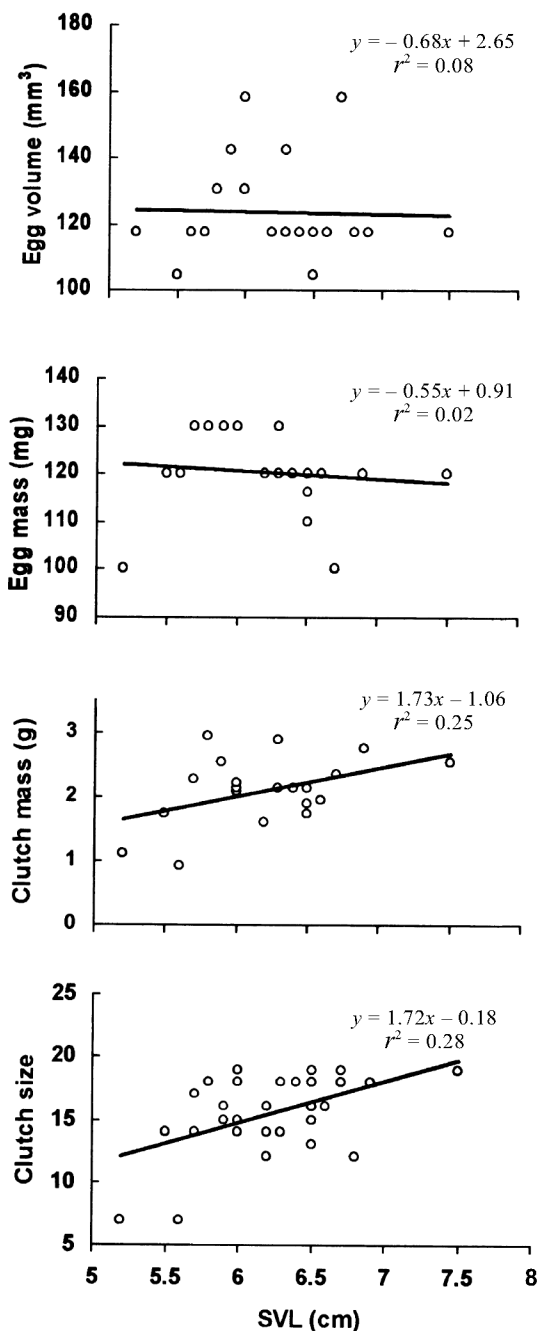 y = – 0.68x + 2.65
r² = 0.08
Egg volume (mm³)
180
160
140
120
100
y = – 0.55x + 0.91
r² = 0.02
Egg mass (mg)
140
130
120
110
100
90
y = 1.73x – 1.06
r² = 0.25
Clutch mass (g)
3
2
1
0
y = 1.72x – 0.18
r² = 0.28
Clutch size
25
20
15
10
5
5 5.5 6 6.5 7 7.5 8
SVL (cm)